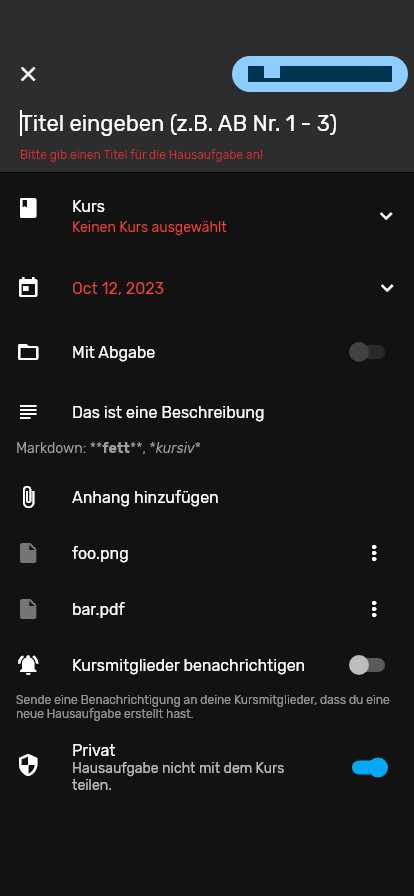 Titel eingeben (z.B. AB Nr. 1 - 3)
Bitte gib einen Titel für die Hausaufgabe an!
Kurs
Keinen Kurs ausgewählt
Oct 12, 2023
Mit Abgabe
Das ist eine Beschreibung
Markdown: **fett**, *kursiv*
Anhang hinzufügen
foo.png
bar.pdf
Kursmitglieder benachrichtigen
Sende eine Benachrichtigung an deine Kursmitglieder, dass du eine
neue Hausaufgabe erstellt hast.
Privat
Hausaufgabe nicht mit dem Kurs
teilen.